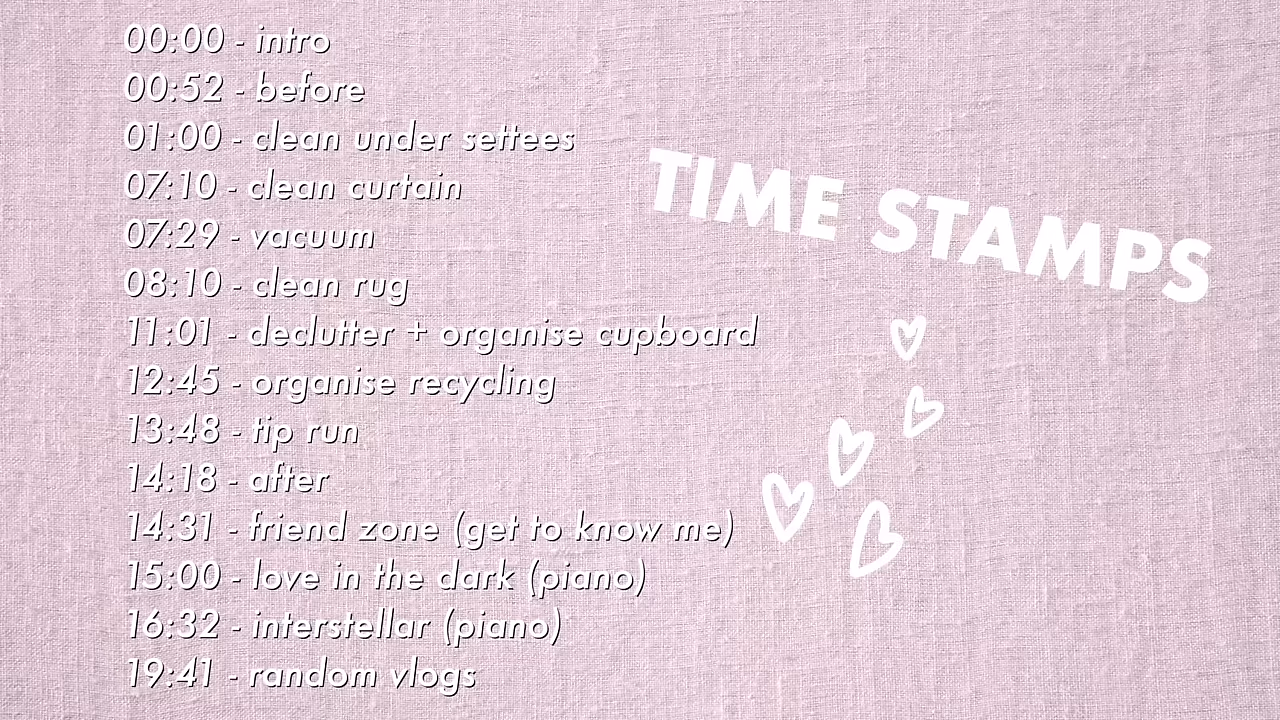 00:00 - intro
00:52 - before
01:00 - clean under settees
07:10 - clean curtain
07:29 - vacuum
08:10 - clean rug
11:01 - declutter + organise cupboard
12:45 - organise recycling
13:48 - tip run
14:18 - after
14:31 - friend zone (get to know me)
15:00 - love in the dark (piano)
16:32 - interstellar (piano)
19:41 - random vlogs
TIME STAMPS